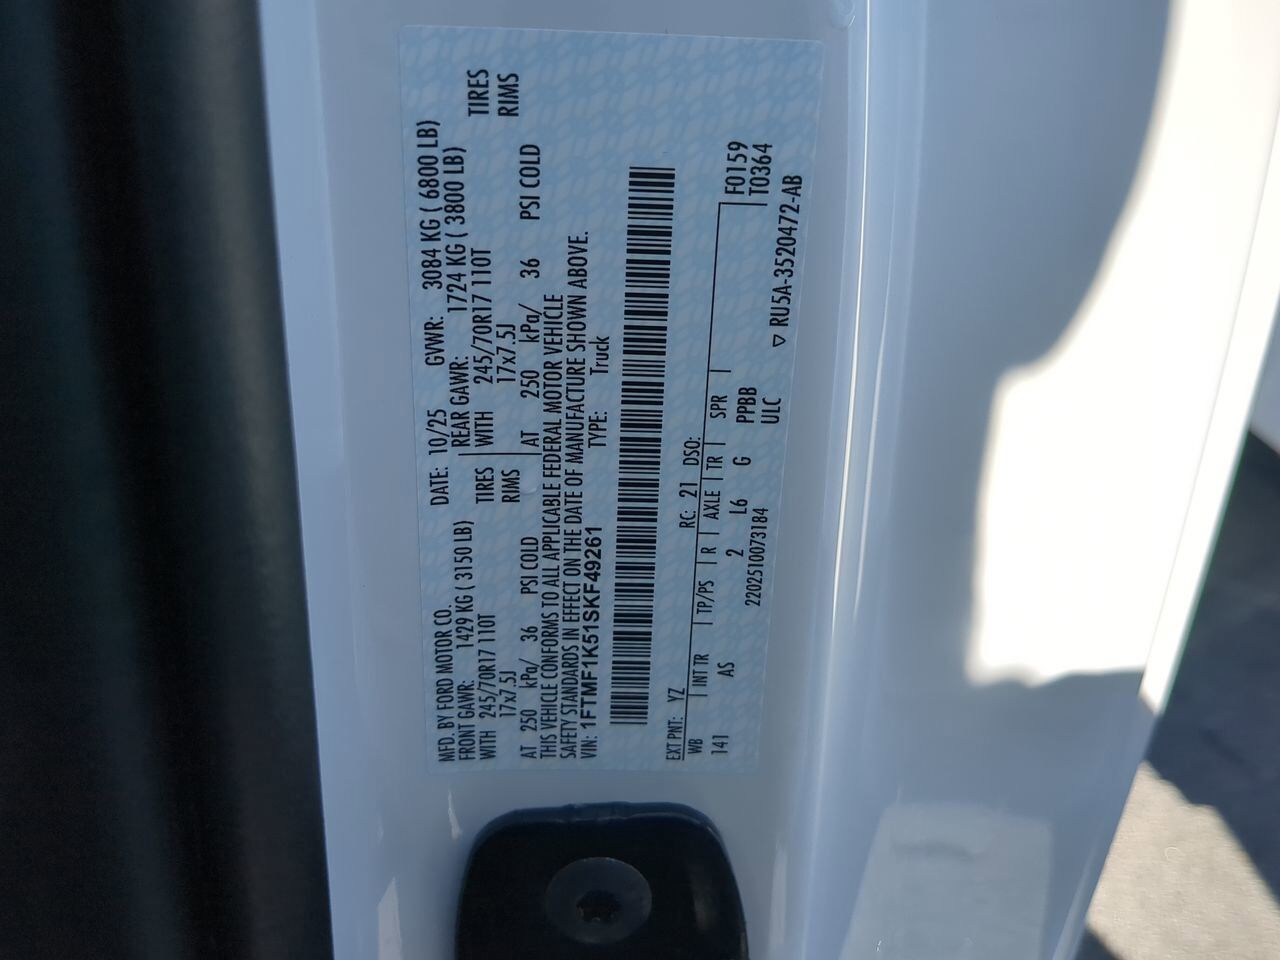 MFD. BY FORD MOTOR CO.
DATE: 10/25 GVWR: 3084 KG ( 6800 LB)
FRONT GAWR: 1429 KG ( 3150 LB) REAR GAWR: 1724 KG ( 3800 LB)
WITH 245/70R17 110T TIRES WITH 245/70R17 110T TIRES
17x7.5J RIMS 17x7.5J RIMS
AT 250 kPa/ 36 PSI COLD AT 250 kPa/ 36 PSI COLD
THIS VEHICLE CONFORMS TO ALL APPLICABLE FEDERAL MOTOR VEHICLE
SAFETY STANDARDS IN EFFECT ON THE DATE OF MANUFACTURE SHOWN ABOVE.
VIN: 1FTMF1K51SKF49261 TYPE: Truck
EXT PNT: YZ RC: 21 DSO: F0159
WB INT TR TP/PS R AXLE TR SPR T0364
141 AS 2 L6 G PPBB
2202510073184 ULC ▽ RU5A-3520472-AB